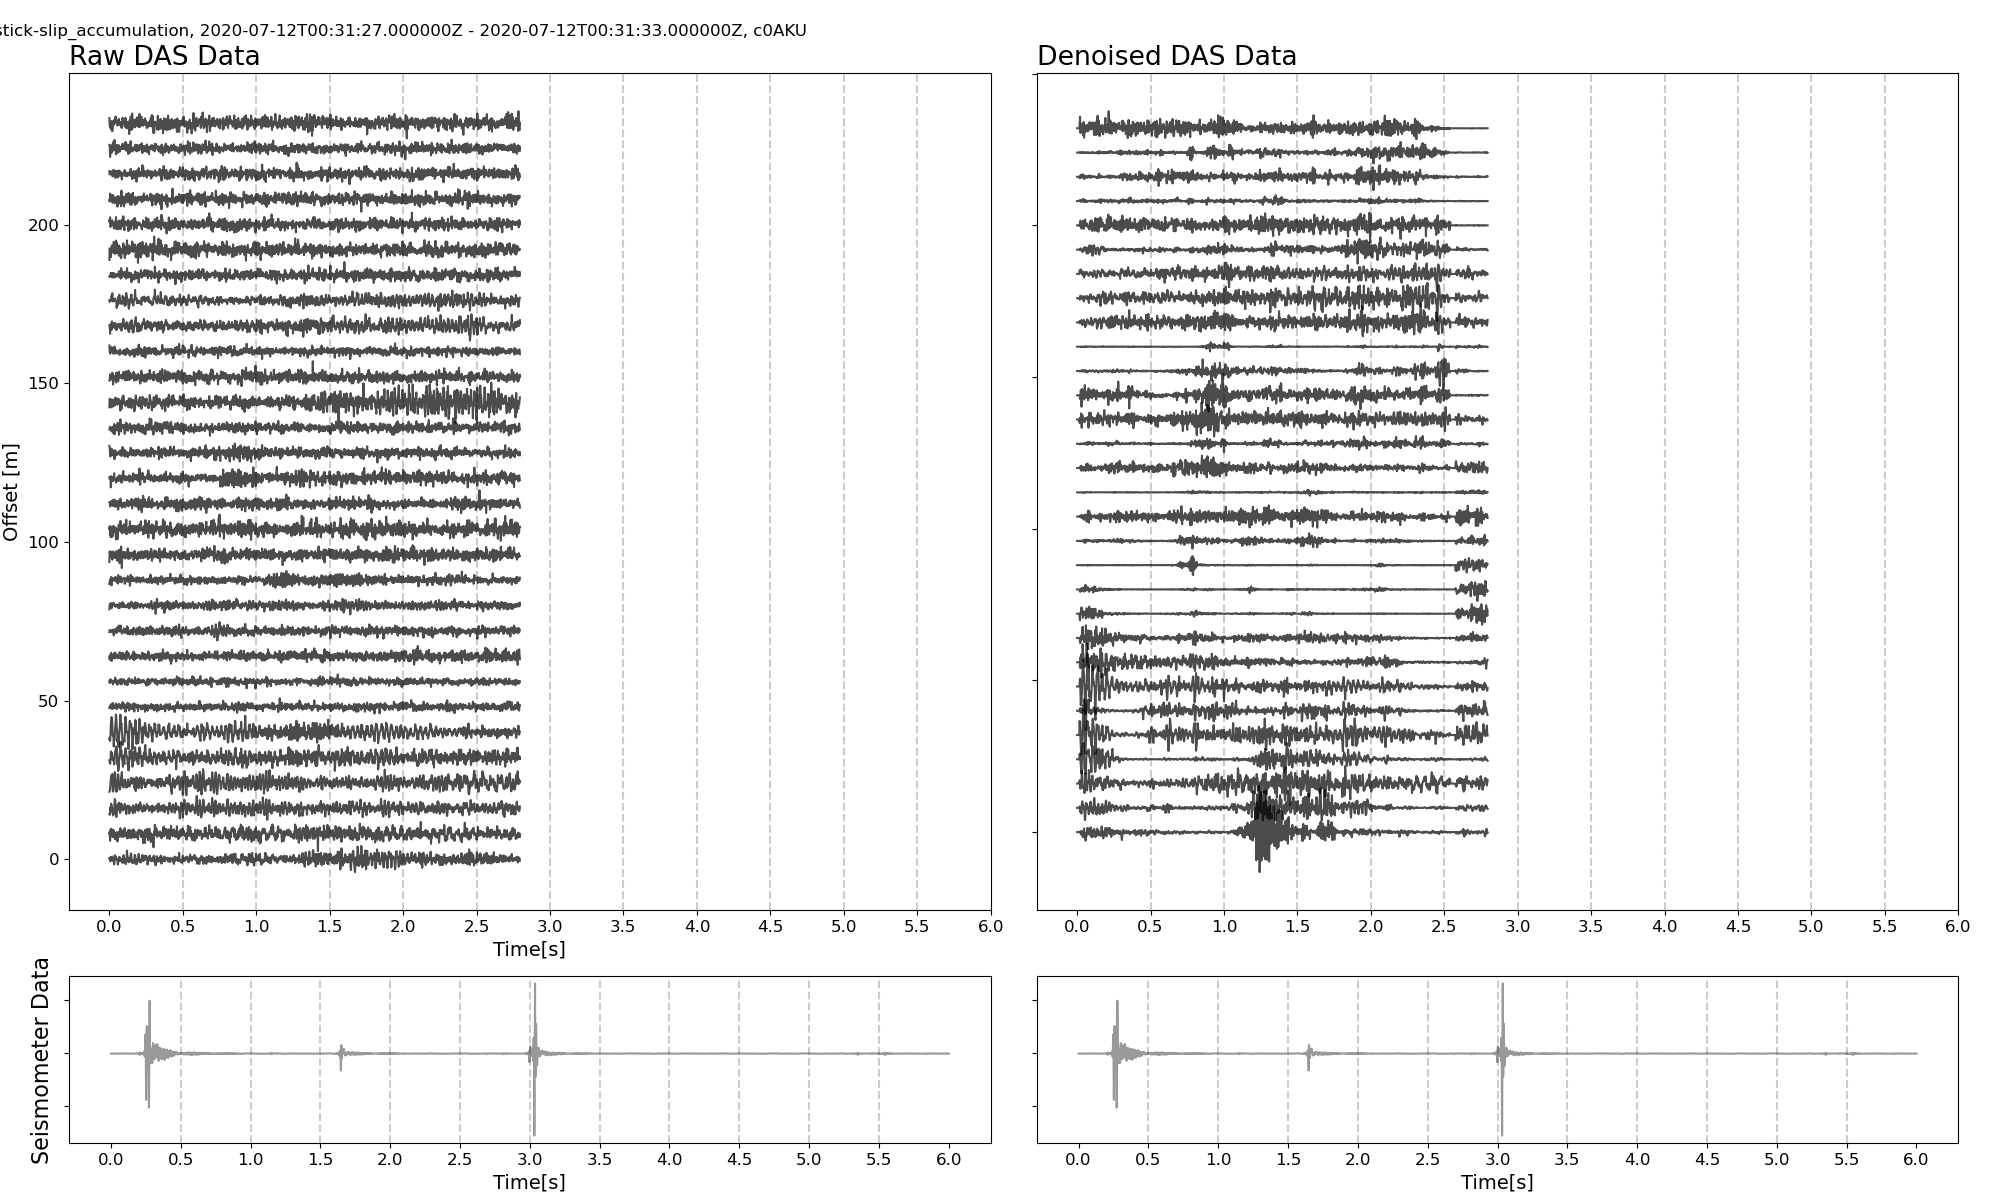 tick-slip_accumulation, 2020-07-12T00:31:27.000000Z - 2020-07-12T00:31:33.000000Z, c0AKU
Raw DAS Data
Denoised DAS Data
200
150
100
50
0
Offset [m]
0.0 0.5 1.0 1.5 2.0 2.5 3.0 3.5 4.0 4.5 5.0 5.5 6.0
Time[s]
0.0 0.5 1.0 1.5 2.0 2.5 3.0 3.5 4.0 4.5 5.0 5.5 6.0
Seismometer Data
0.0 0.5 1.0 1.5 2.0 2.5 3.0 3.5 4.0 4.5 5.0 5.5 6.0
Time[s]
0.0 0.5 1.0 1.5 2.0 2.5 3.0 3.5 4.0 4.5 5.0 5.5 6.0
Time[s]